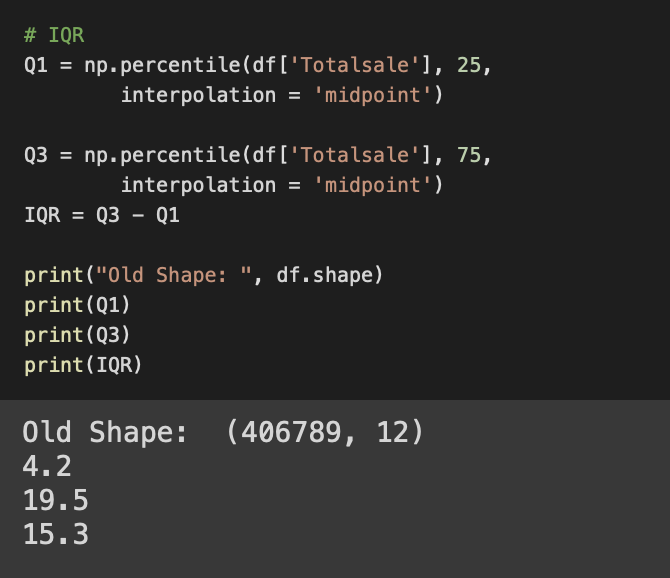 # IQR
Q1 = np.percentile(df['Totalsale'], 25,
        interpolation = 'midpoint')
Q3 = np.percentile(df['Totalsale'], 75,
        interpolation = 'midpoint')
IQR = Q3 - Q1
print("Old Shape: ", df.shape)
print(Q1)
print(Q3)
print(IQR)
Old Shape:  (406789, 12)
4.2
19.5
15.3